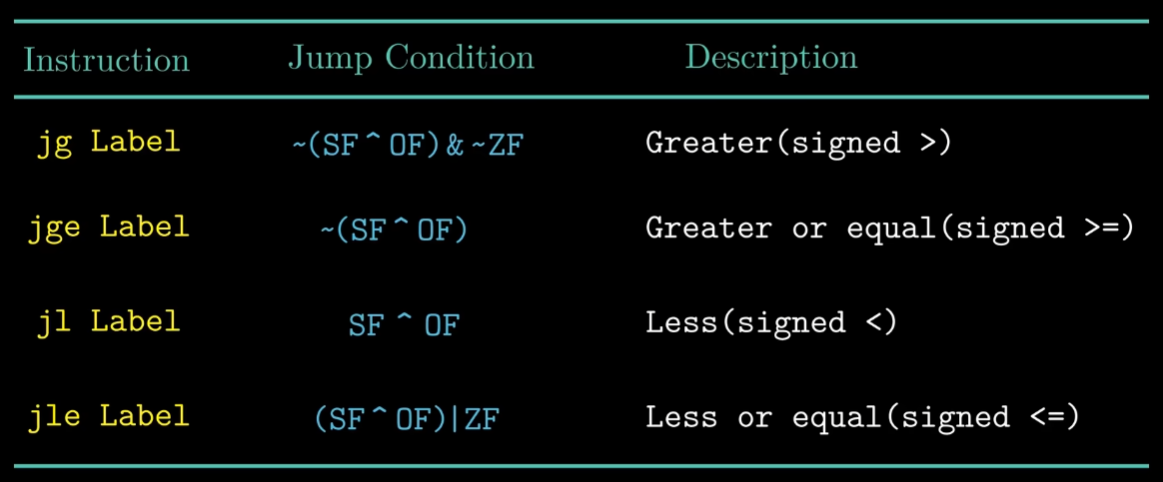 Instruction Jump Condition Description
jg Label ~(SF ^ OF) & ~ZF Greater(signed >)
jge Label ~(SF ^ OF) Greater or equal(signed >=)
jl Label SF ^ OF Less(signed <)
jle Label (SF ^ OF)|ZF Less or equal(signed <=)